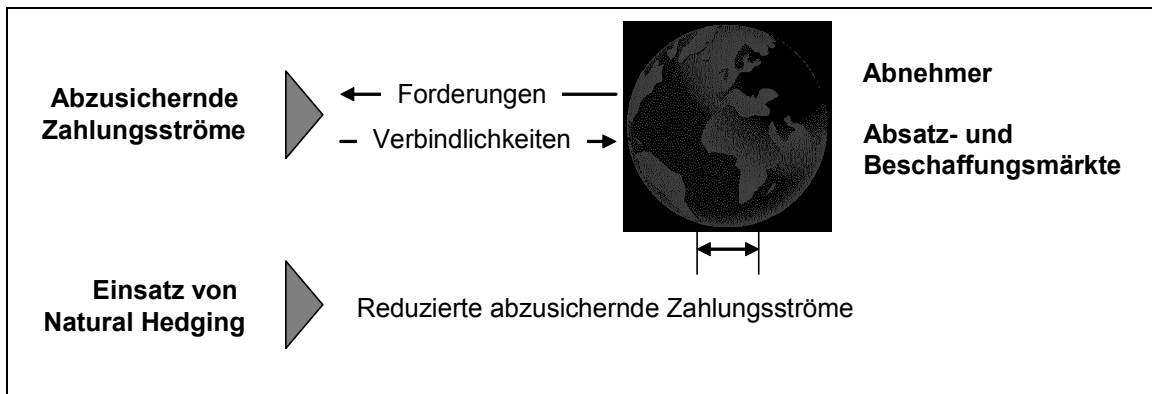 Abzusichernde
Zahlungsströme
Forderungen
Verbindlichkeiten
Abnehmer
Absatz- und
Beschaffungsmärkte
Einsatz von
Natural Hedging
Reduzierte abzusichernde Zahlungsströme